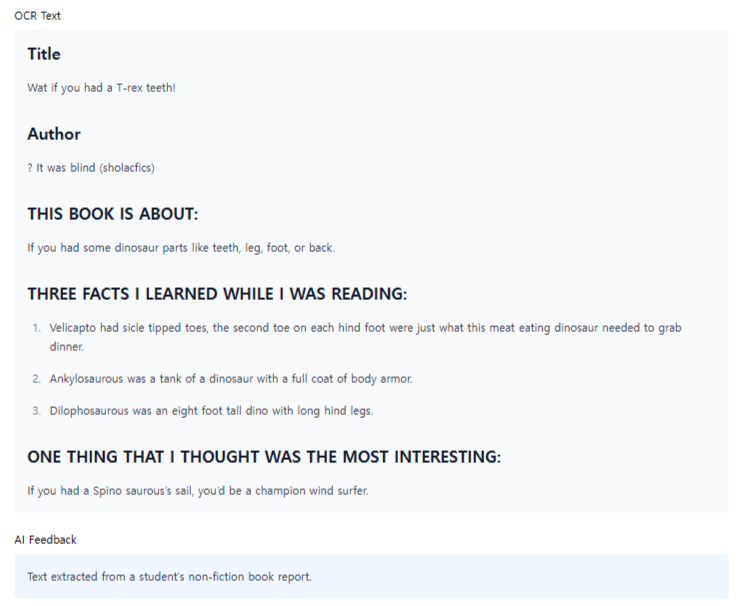 OCR Text
Title
Wat if you had a T-rex teeth!
Author
? It was blind (sholacfics)
THIS BOOK IS ABOUT:
If you had some dinosaur parts like teeth, leg, foot, or back.
THREE FACTS I LEARNED WHILE I WAS READING:
1. Velicapto had sicle tipped toes, the second toe on each hind foot were just what this meat eating dinosaur needed to grab
dinner.
2. Ankylosaurous was a tank of a dinosaur with a full coat of body armor.
3. Dilophosaurous was an eight foot tall dino with long hind legs.
ONE THING THAT I THOUGHT WAS THE MOST INTERESTING:
If you had a Spino saurous's sail, you'd be a champion wind surfer.
AI Feedback
Text extracted from a student's non-fiction book report.